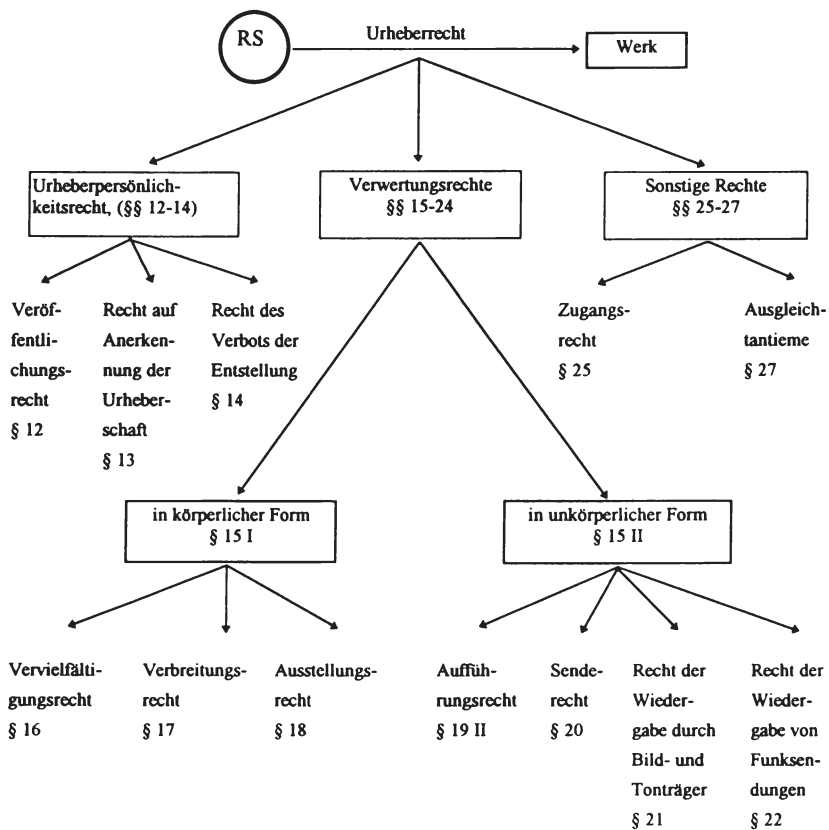 RS
Urheberrecht
Werk
Urheberpersönlich-
keitsrecht, (§§ 12-14)
Verwertungsrechte
§§ 15-24
Sonstige Rechte
§§ 25-27
Veröf-
fentli-
chungs-
recht
§ 12
Recht auf
Anerken-
nung der
Urheber-
schaft
§ 13
Recht des
Verbots der
Entstellung
§ 14
Zugangs-
recht
§ 25
Ausgleich-
tantieme
§ 27
in körperlicher Form
§ 15 I
in unkörperlicher Form
§ 15 II
Vervielfälti-
gungsrecht
§ 16
Verbreitungs-
recht
§ 17
Ausstellungs-
recht
§ 18
Auffüh-
rungsrecht
§ 19 II
Sende-
recht
§ 20
Recht der
Wieder-
gabe durch
Bild- und
Tonträger
§ 21
Recht der
Wieder-
gabe von
Funksen-
dungen
§ 22